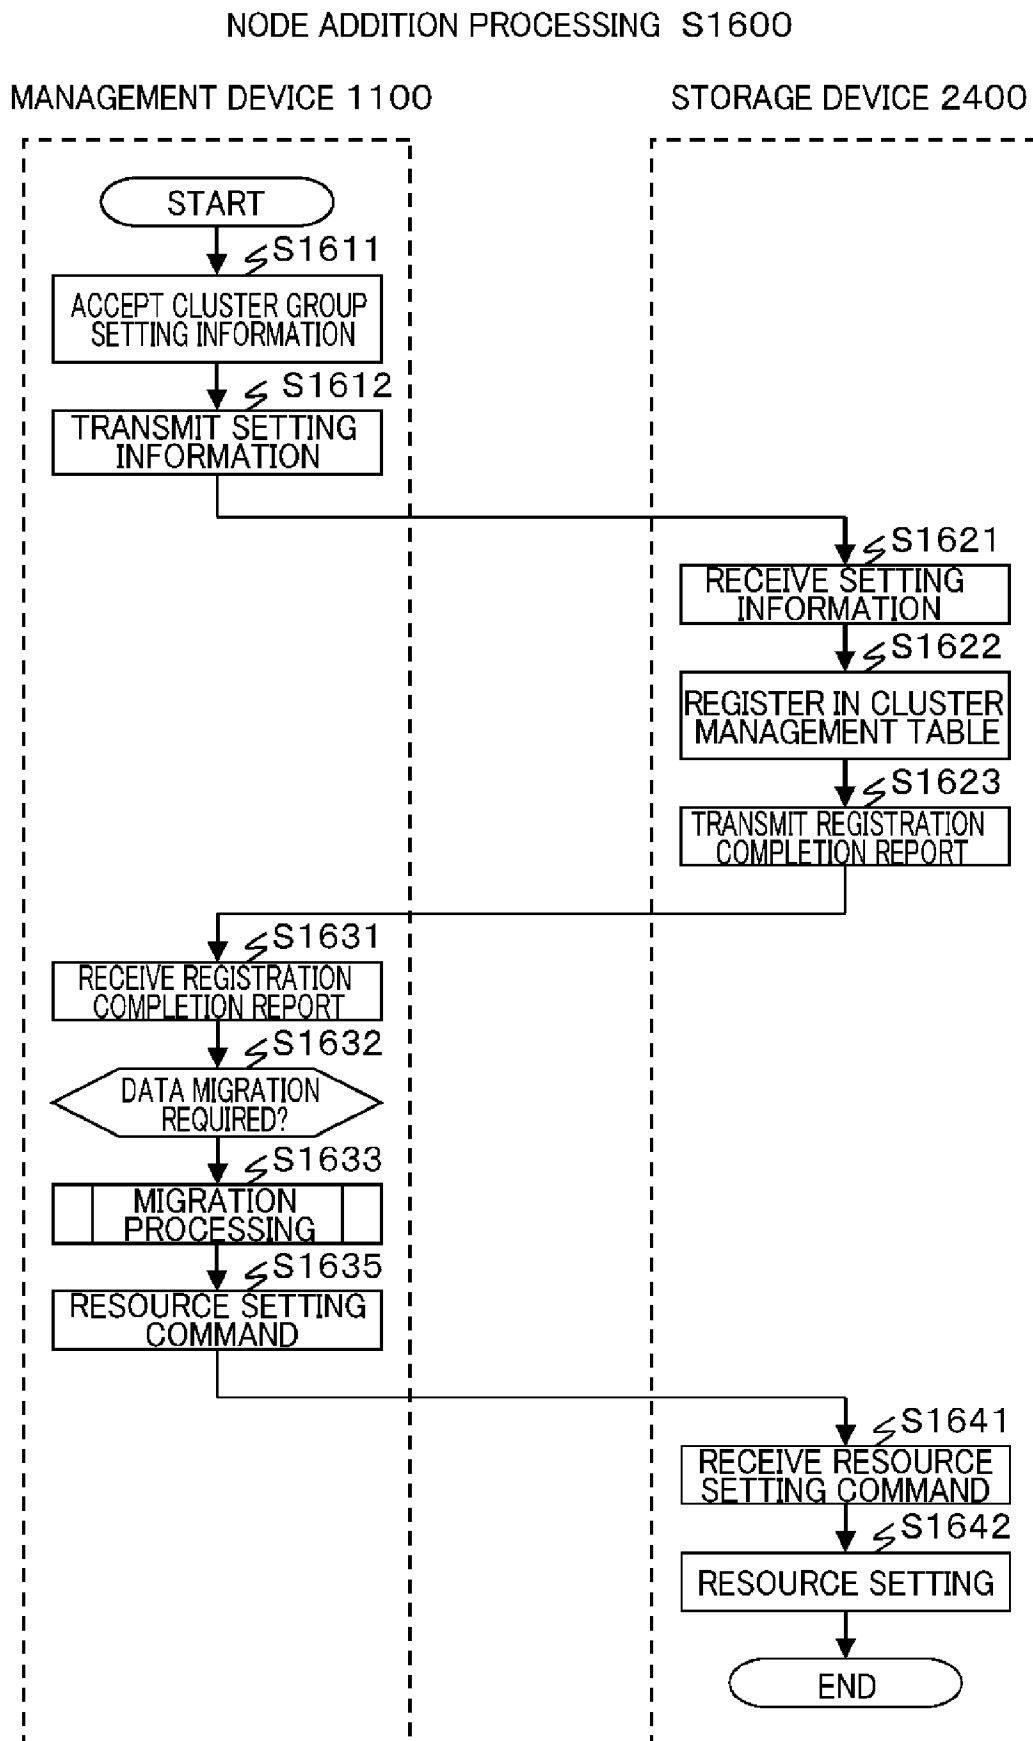 NODE ADDITION PROCESSING S1600
MANAGEMENT DEVICE 1100
STORAGE DEVICE 2400
START
S1611
ACCEPT CLUSTER GROUP
SETTING INFORMATION
S1612
TRANSMIT SETTING
INFORMATION
S1621
RECEIVE SETTING
INFORMATION
S1622
REGISTER IN CLUSTER
MANAGEMENT TABLE
S1623
TRANSMIT REGISTRATION
COMPLETION REPORT
S1631
RECEIVE REGISTRATION
COMPLETION REPORT
S1632
DATA MIGRATION
REQUIRED?
S1633
MIGRATION
PROCESSING
S1635
RESOURCE SETTING
COMMAND
S1641
RECEIVE RESOURCE
SETTING COMMAND
S1642
RESOURCE SETTING
END